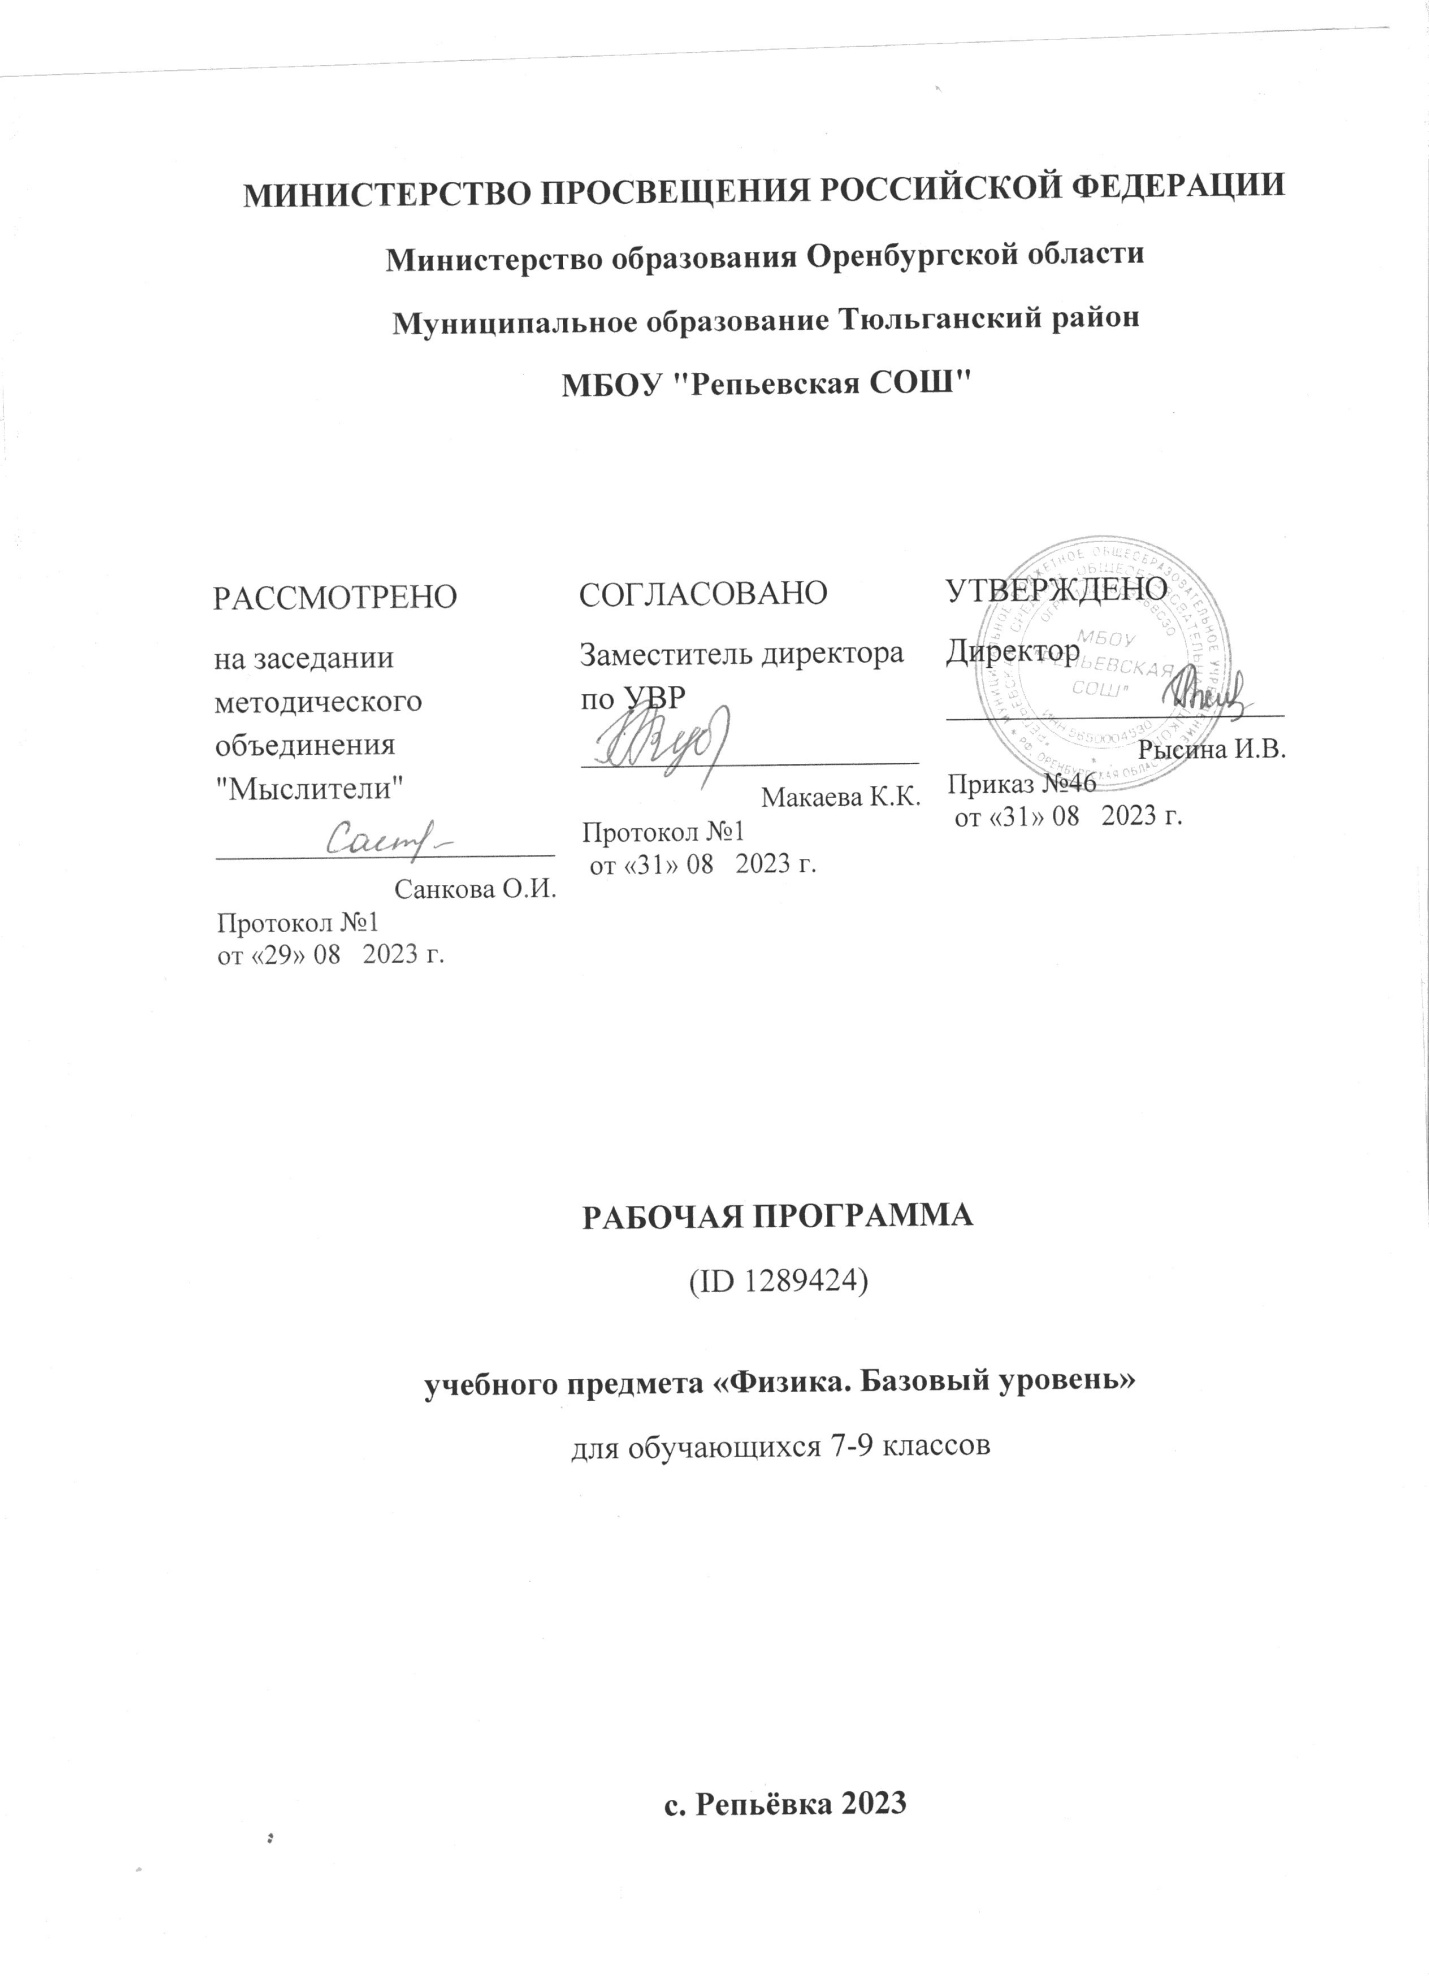 МИНИСТЕРСТВО ПРОСВЕЩЕНИЯ РОССИЙСКОЙ ФЕДЕРАЦИИ
Министерство образования Оренбургской области
Муниципальное образование Тюльганский район
МБОУ "Репьевская СОШ"
РАССМОТРЕНО
на заседании
методического
объединения
"Мыслители"
Санкова О.И.
Протокол №1
от «29» 08 2023 г.
СОГЛАСОВАНО
Заместитель директора
по УВР
Макаева К.К.
Протокол №1
от «31» 08 2023 г.
УТВЕРЖДЕНО
Директор
Рысина И.В.
Приказ №46
от «31» 08 2023 г.
МБОУ
"РЕПЬЕВСКАЯ
СОШ"
РАБОЧАЯ ПРОГРАММА
(ID 1289424)
учебного предмета «Физика. Базовый уровень»
для обучающихся 7-9 классов
с. Репьёвка 2023